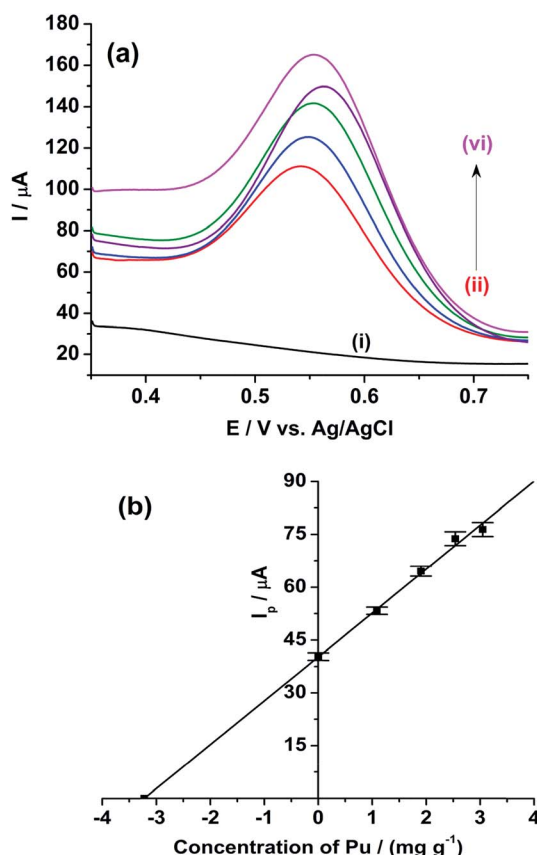 (a)
180
160
140
120
100
80
60
40
20
I / µA
(vi)
(ii)
(i)
0.4 0.5 0.6 0.7
E / V vs. Ag/AgCl
(b)
90
75
60
45
30
15
Ip / µA
-4 -3 -2 -1 0 1 2 3 4
Concentration of Pu / (mg g⁻¹)